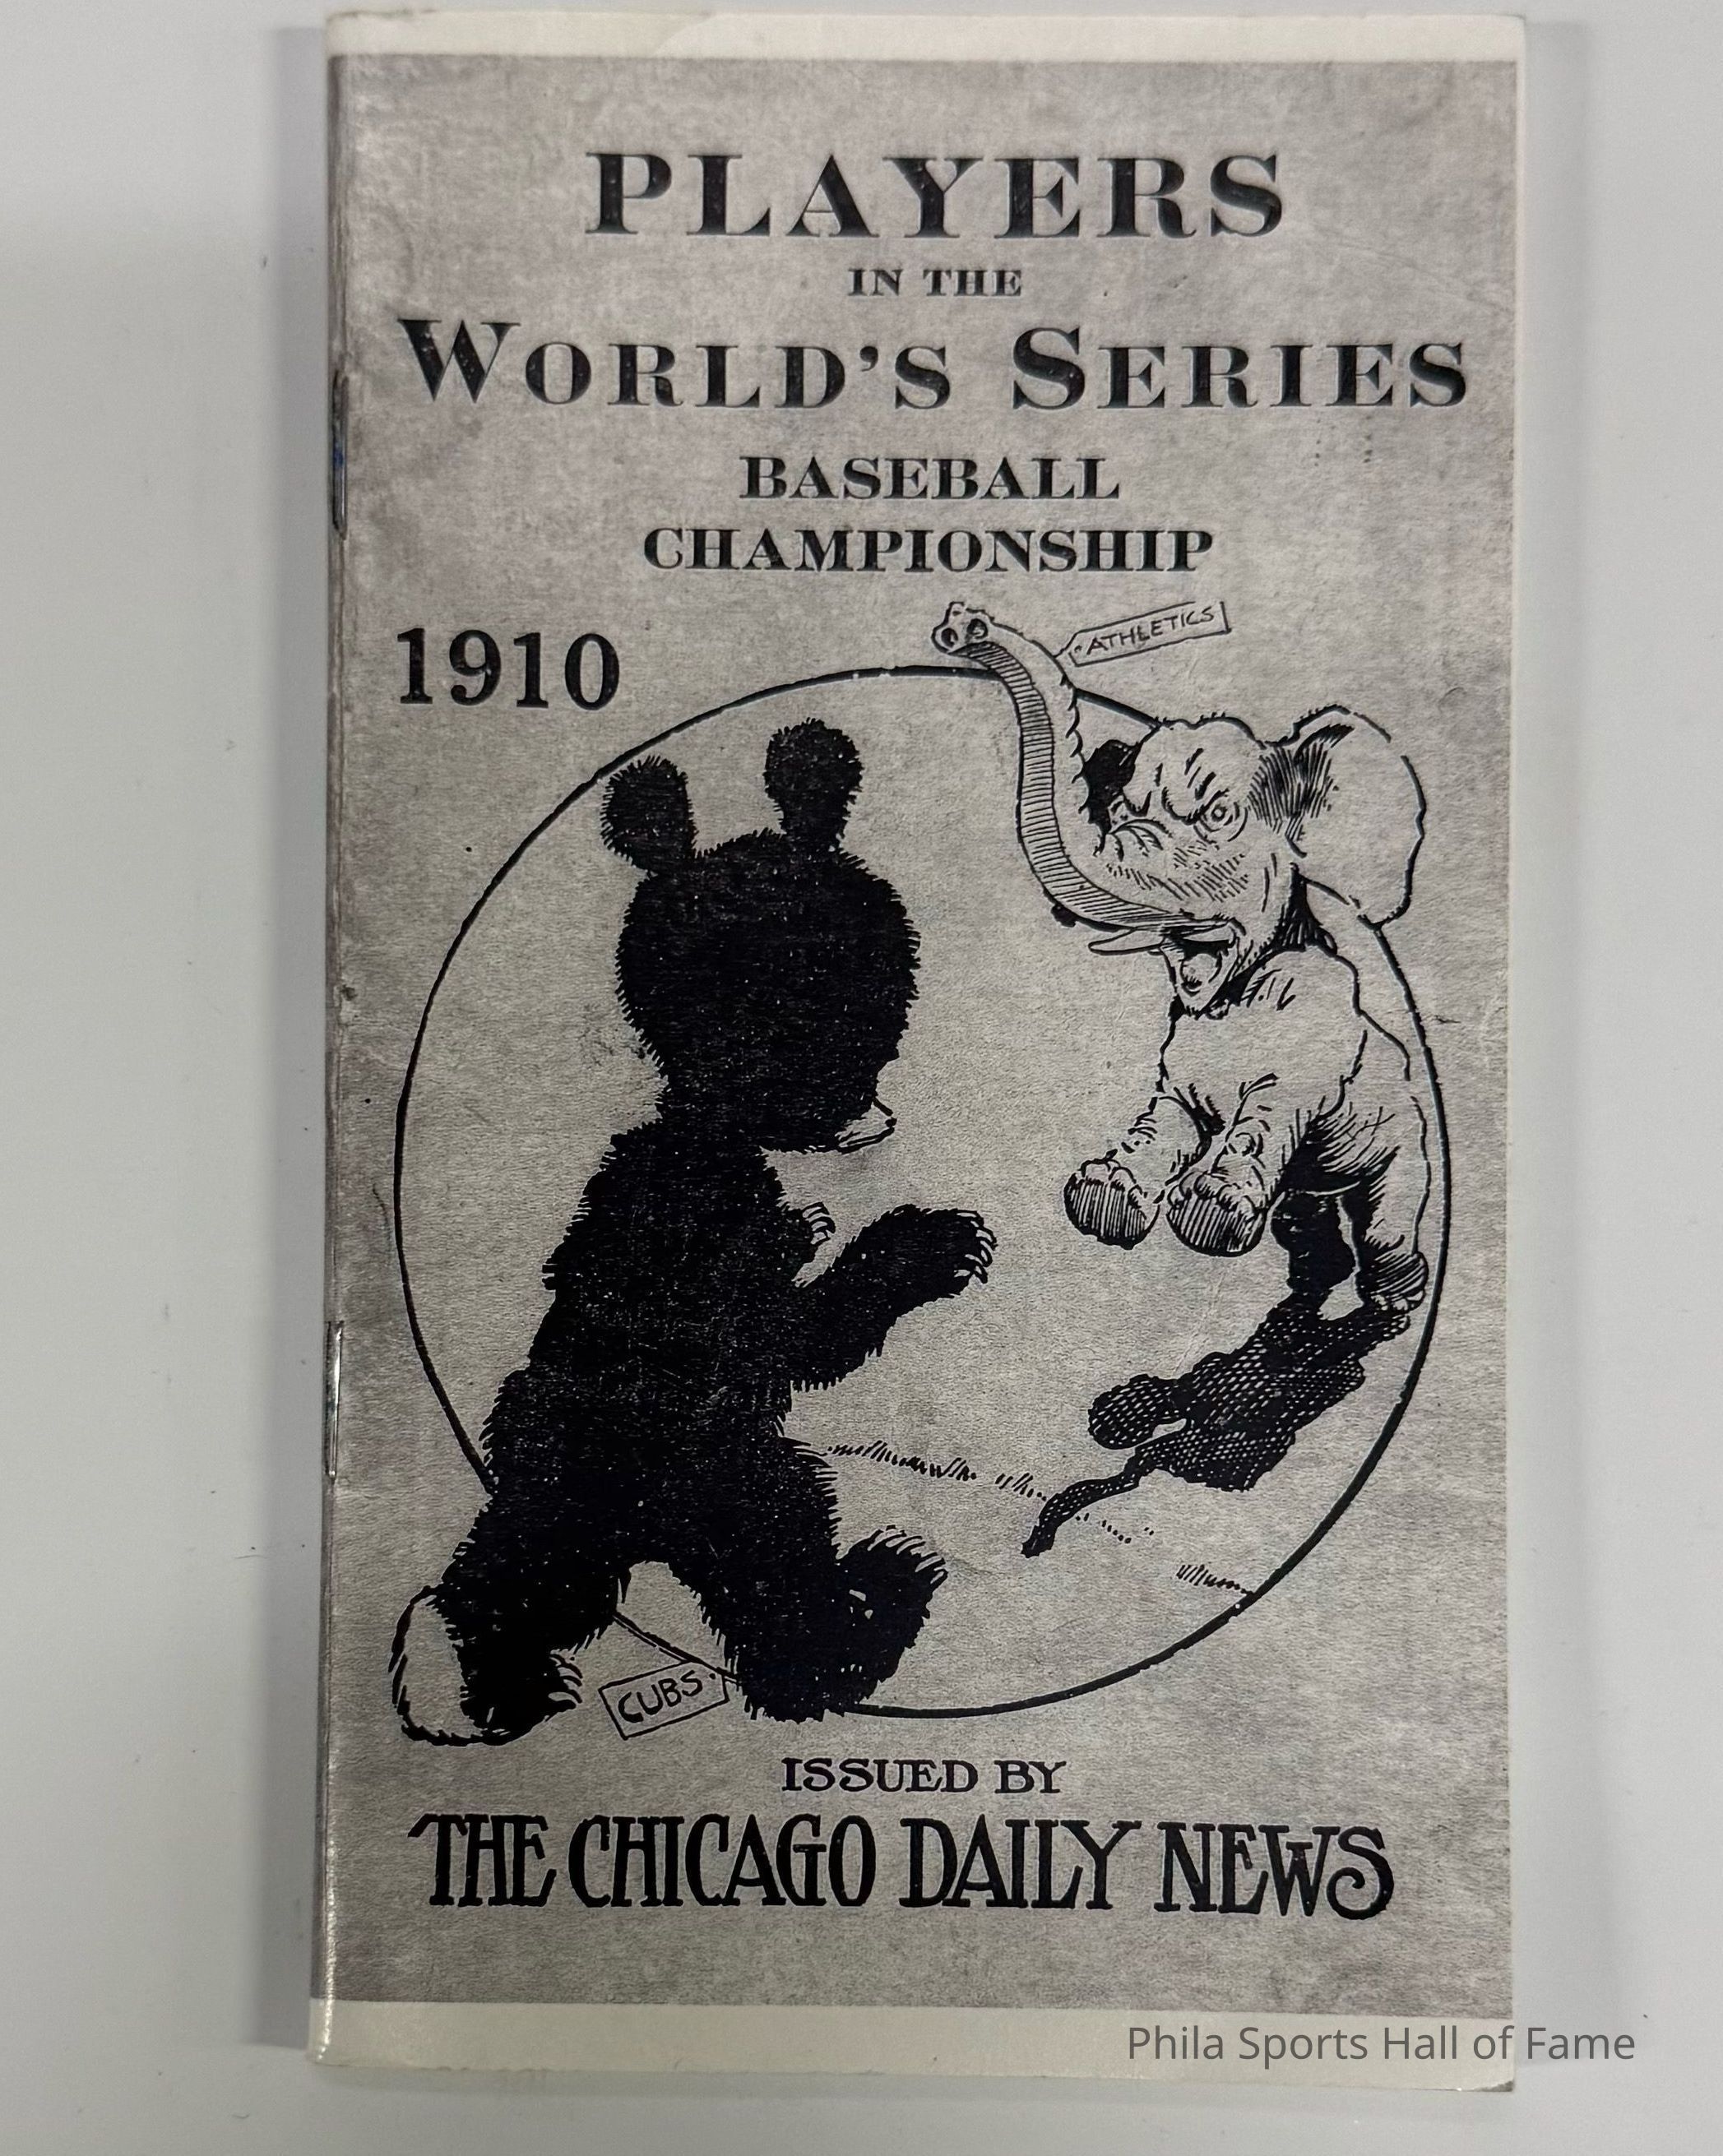 PLAYERS
IN THE
WORLD'S SERIES
BASEBALL
CHAMPIONSHIP
1910
ATHLETICS
CUBS
ISSUED BY
THE CHICAGO DAILY NEWS
Phila Sports Hall of Fame